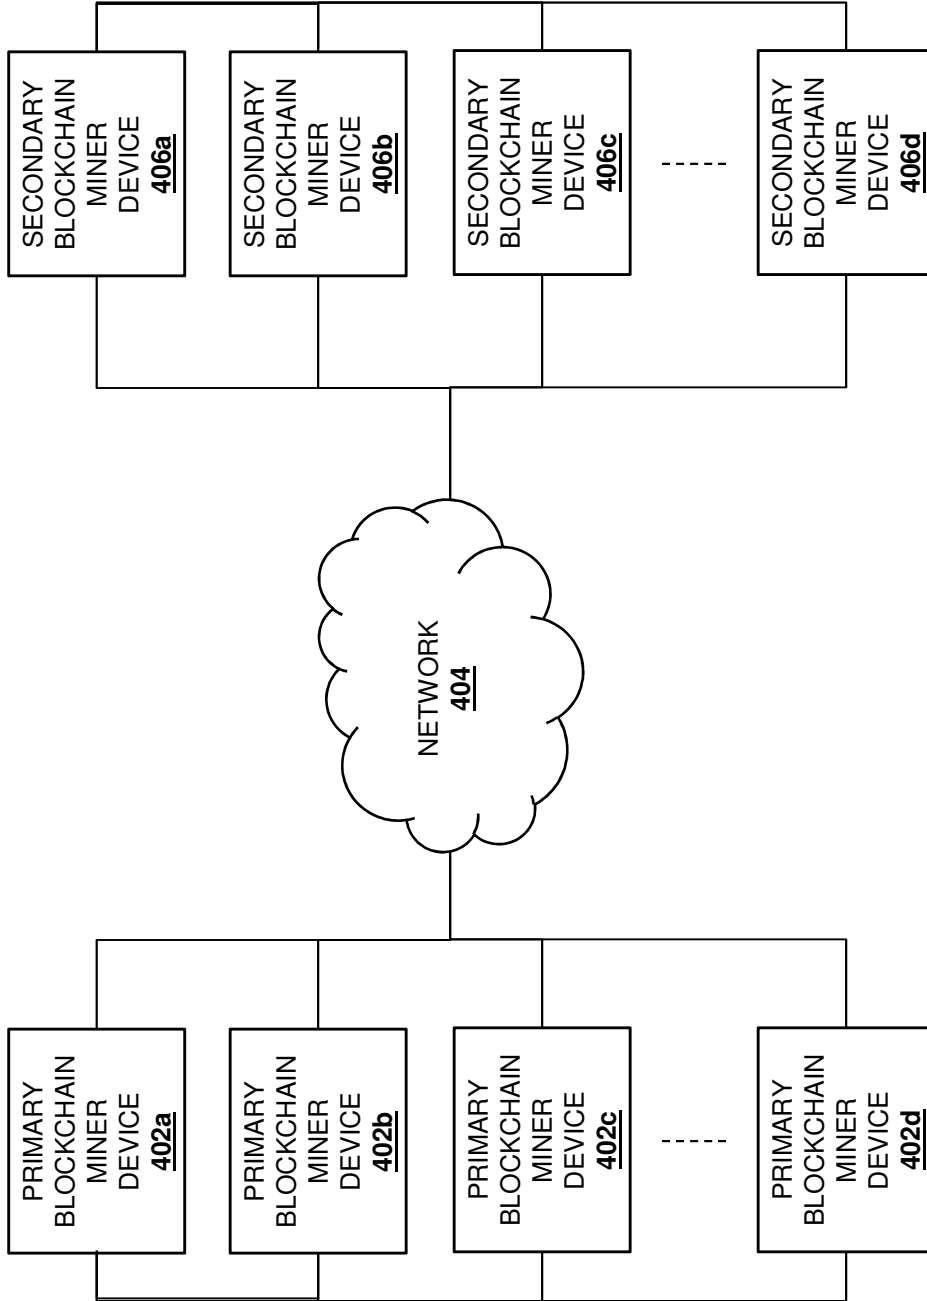 PRIMARY
BLOCKCHAIN
MINER
DEVICE
402a
PRIMARY
BLOCKCHAIN
MINER
DEVICE
402b
PRIMARY
BLOCKCHAIN
MINER
DEVICE
402c
PRIMARY
BLOCKCHAIN
MINER
DEVICE
402d
NETWORK
404
SECONDARY
BLOCKCHAIN
MINER
DEVICE
406a
SECONDARY
BLOCKCHAIN
MINER
DEVICE
406b
SECONDARY
BLOCKCHAIN
MINER
DEVICE
406c
SECONDARY
BLOCKCHAIN
MINER
DEVICE
406d